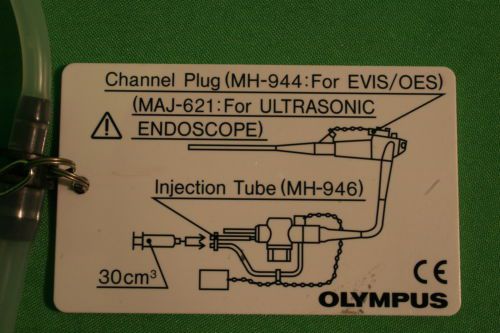 Channel Plug (MH-944:For EVIS/OES)
(MAJ-621:For ULTRASONIC
ENDOSCOPE)
Injection Tube (MH-946)
30cm³
CE
OLYMPUS